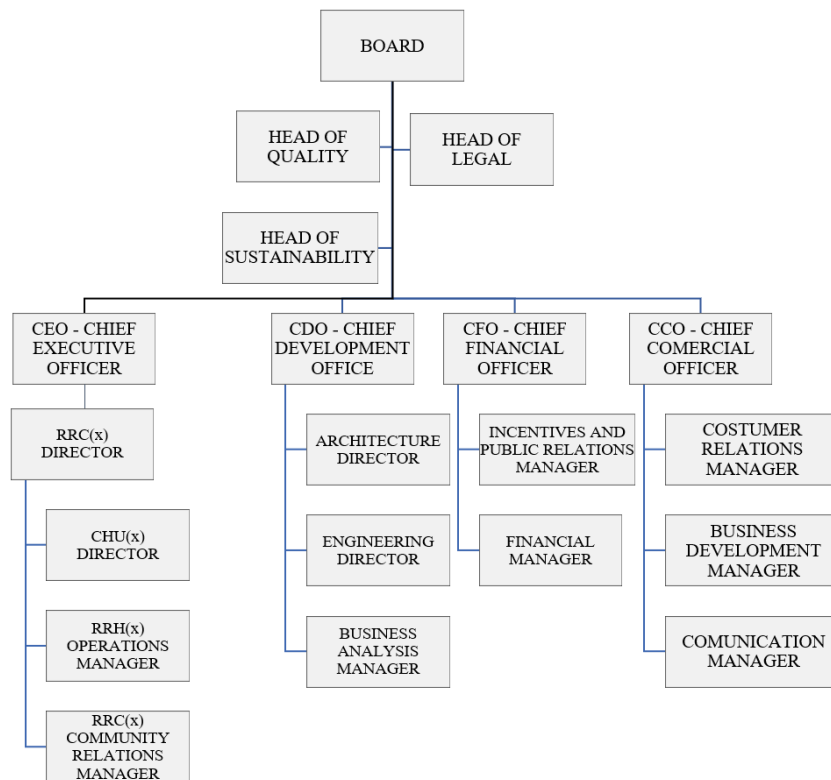 BOARD
HEAD OF
QUALITY
HEAD OF
LEGAL
HEAD OF
SUSTAINABILITY
CEO - CHIEF
EXECUTIVE
OFFICER
CDO - CHIEF
DEVELOPMENT
OFFICE
CFO - CHIEF
FINANCIAL
OFFICER
CCO - CHIEF
COMERCIAL
OFFICER
RRC(x)
DIRECTOR
ARCHITECTURE
DIRECTOR
INCENTIVES AND
PUBLIC RELATIONS
MANAGER
COSTUMER
RELATIONS
MANAGER
CHU(x)
DIRECTOR
ENGINEERING
DIRECTOR
FINANCIAL
MANAGER
BUSINESS
DEVELOPMENT
MANAGER
RRH(x)
OPERATIONS
MANAGER
BUSINESS
ANALYSIS
MANAGER
COMUNICATION
MANAGER
RRC(x)
COMMUNITY
RELATIONS
MANAGER